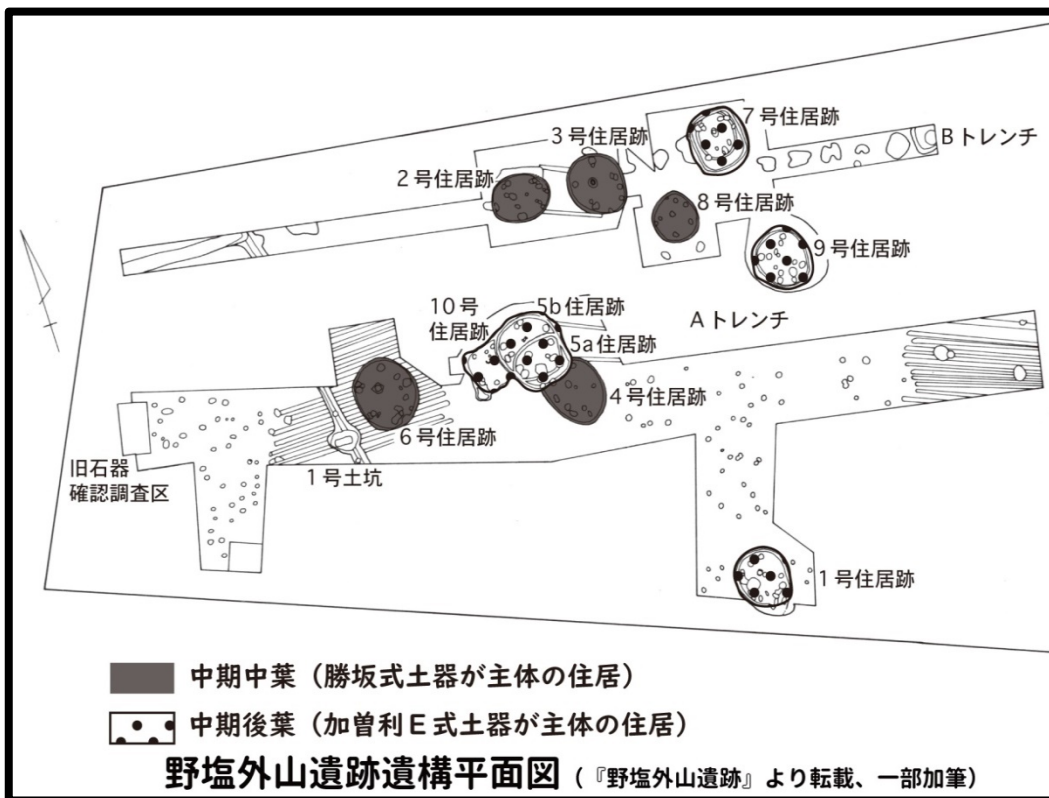 7号住居跡
3号住居跡
Bトレンチ
2号住居跡
8号住居跡
9号住居跡
10号
住居跡
5b住居跡
Aトレンチ
5a住居跡
4号住居跡
6号住居跡
旧石器
確認調査区
1号土坑
1号住居跡
中期中葉（勝坂式土器が主体の住居）
中期後葉（加曽利E式土器が主体の住居）
野塩外山遺跡遺構平面図（『野塩外山遺跡』より転載、一部加筆）